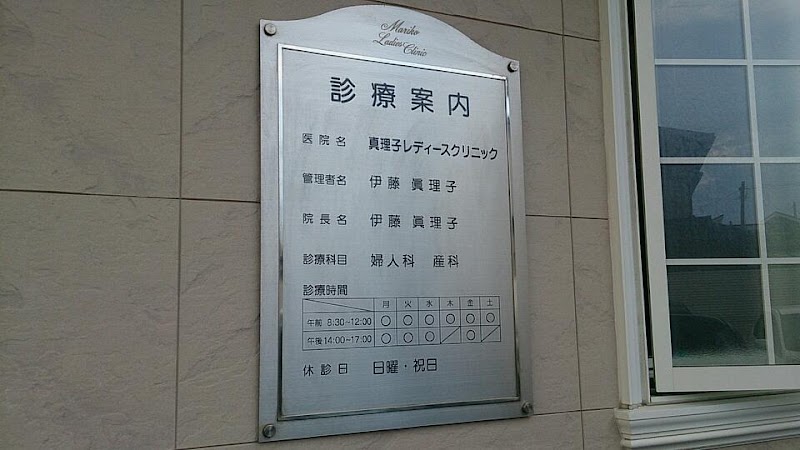 Mariko
Ladies Clinic
診療案内
医院名 真理子レディースクリニック
管理者名 伊藤 眞理子
院長名 伊藤 眞理子
診療科目 婦人科 産科
診療時間
月 火 水 木 金 土
午前 8:30~12:00 ○ ○ ○ ○ ○ ○
午後 14:00~17:00 ○ ○ ○ ／ ○ ／
休診日 日曜・祝日